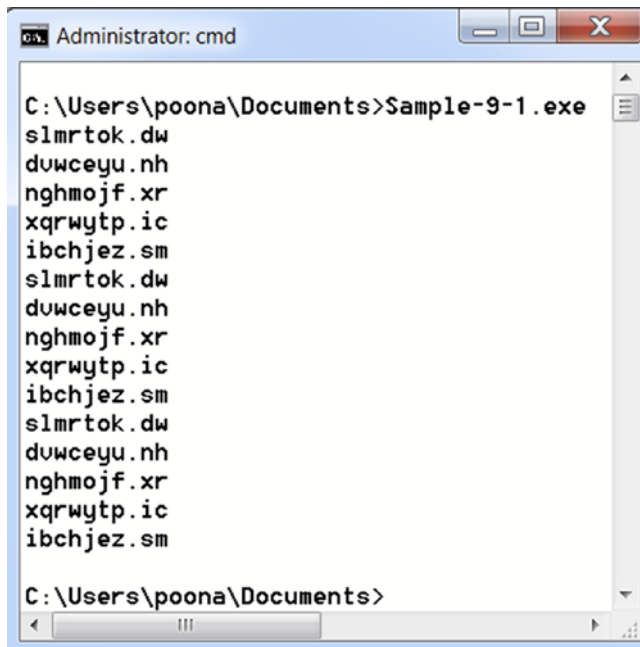 Administrator: cmd
C:\Users\poona\Documents>Sample-9-1.exe
slmrtok.dw
dvwceyu.nh
nghmojf.xr
xqrwytp.ic
ibchjez.sm
slmrtok.dw
dvwceyu.nh
nghmojf.xr
xqrwytp.ic
ibchjez.sm
slmrtok.dw
dvwceyu.nh
nghmojf.xr
xqrwytp.ic
ibchjez.sm
C:\Users\poona\Documents>